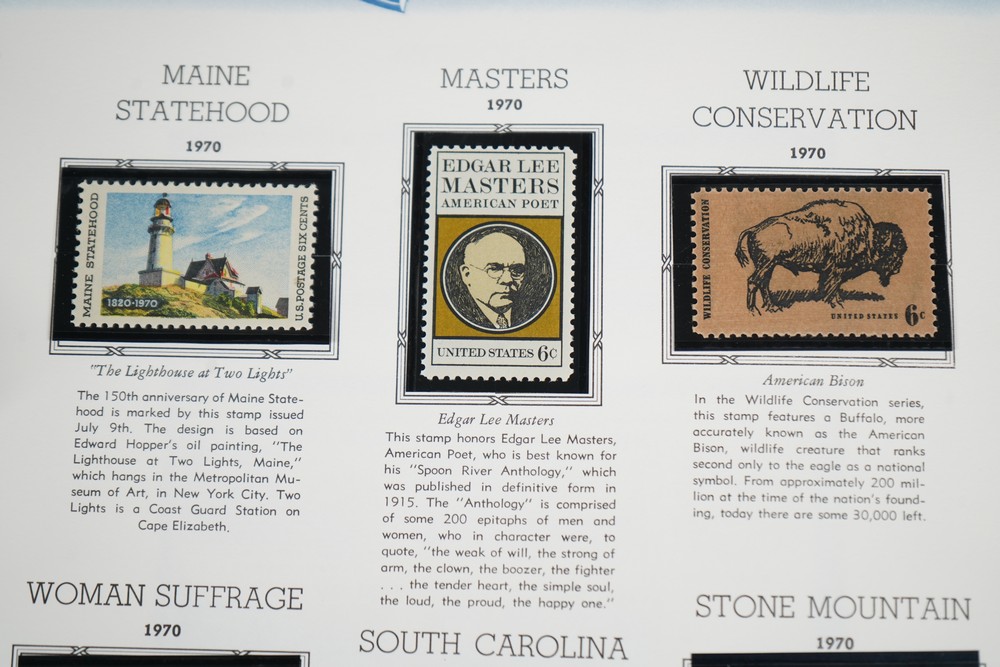 MAINE
STATEHOOD
1970
MAINE STATEHOOD
U.S. POSTAGE SIX CENTS
1820-1970
"The Lighthouse at Two Lights"
The 150th anniversary of Maine State-
hood is marked by this stamp issued
July 9th. The design is based on
Edward Hopper's oil painting, "The
Lighthouse at Two Lights, Maine,"
which hangs in the Metropolitan Mu-
seum of Art, in New York City. Two
Lights is a Coast Guard Station on
Cape Elizabeth.
MASTERS
1970
EDGAR LEE
MASTERS
AMERICAN POET
UNITED STATES 6C
Edgar Lee Masters
This stamp honors Edgar Lee Masters,
American Poet, who is best known for
his "Spoon River Anthology," which
was published in definitive form in
1915. The "Anthology" is comprised
of some 200 epitaphs of men and
women, who in character were, to
quote, "the weak of will, the strong of
arm, the clown, the boozer, the fighter
. . . the tender heart, the simple soul,
the loud, the proud, the happy one."
WILDLIFE
CONSERVATION
1970
WILDLIFE CONSERVATION
UNITED STATES 6c
American Bison
In the Wildlife Conservation series,
this stamp features a Buffalo, more
accurately known as the American
Bison, wildlife creature that ranks
second only to the eagle as a national
symbol. From approximately 200 mil-
lion at the time of the nation's found-
ing, today there are some 30,000 left.
WOMAN SUFFRAGE
1970
SOUTH CAROLINA
STONE MOUNTAIN
1970